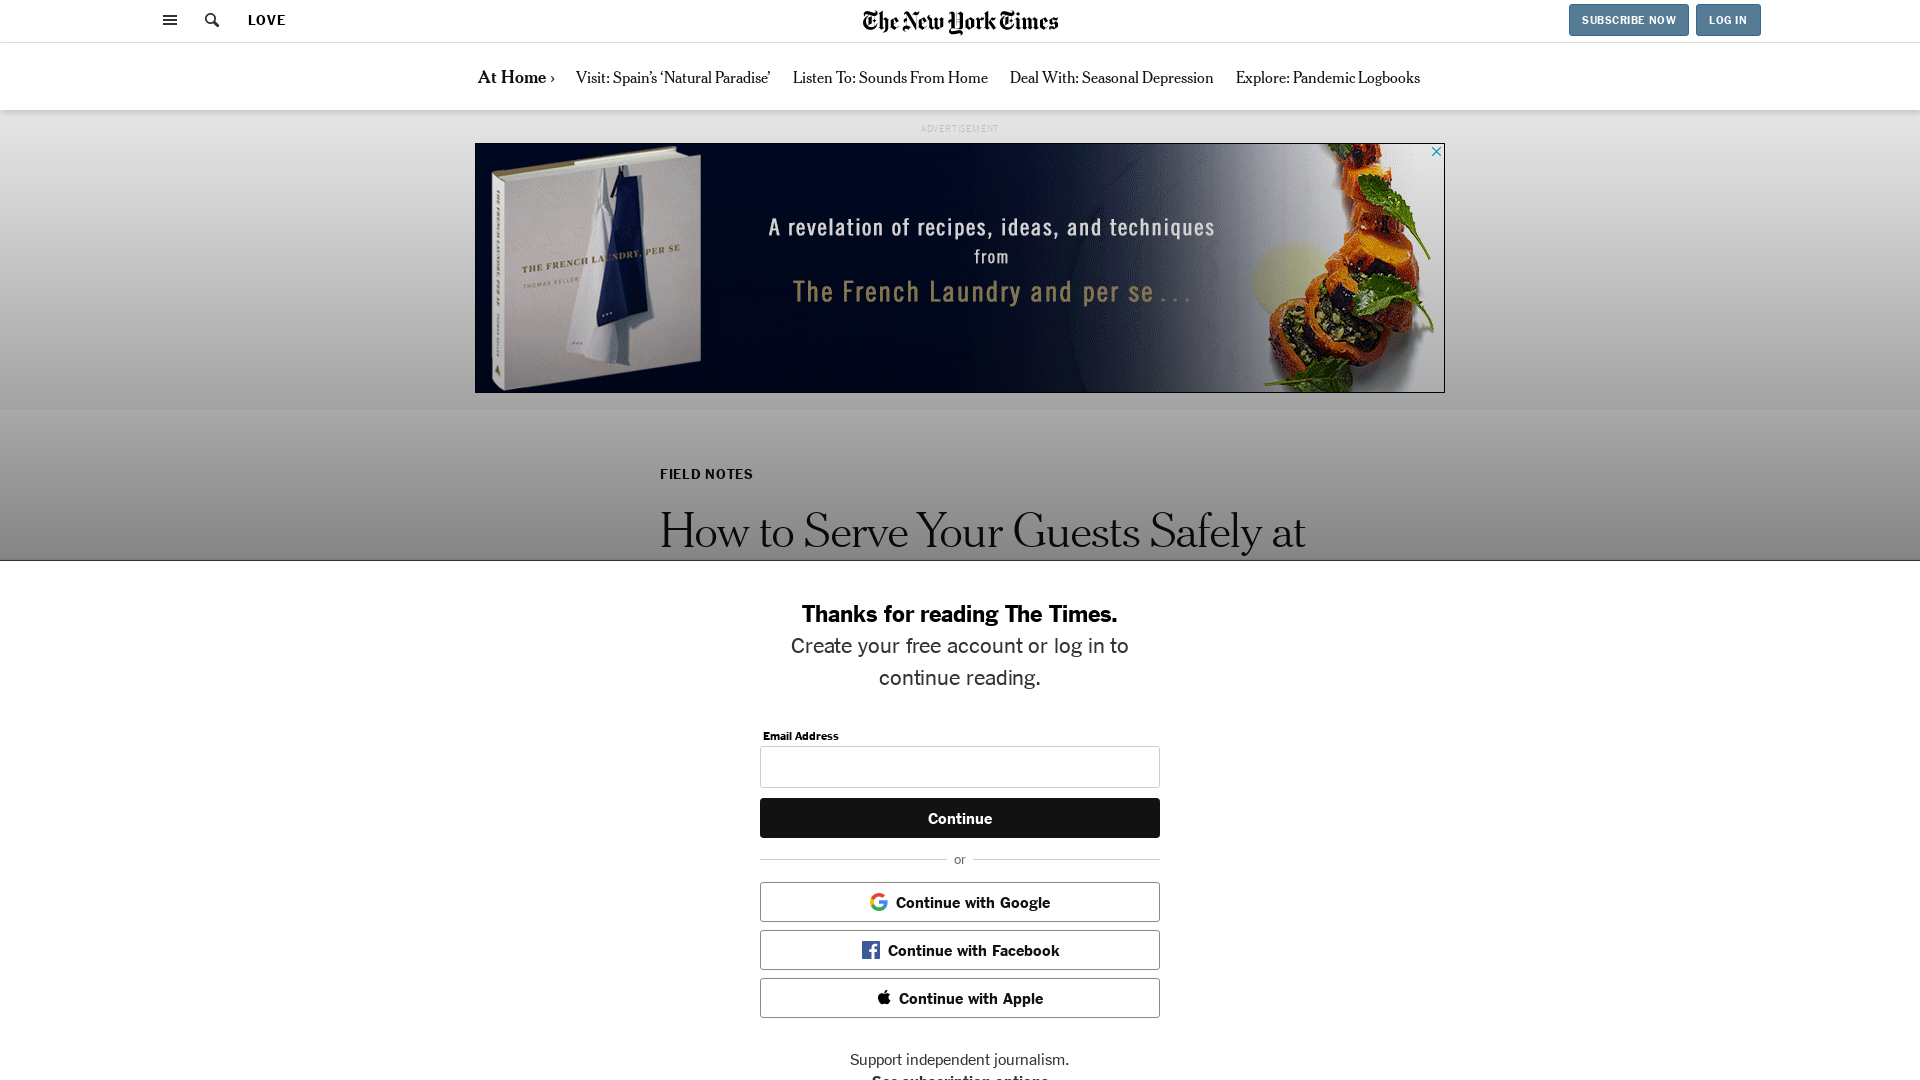 LOVE
The New York Times
SUBSCRIBE NOW
LOG IN
At Home ›
Visit: Spain’s ‘Natural Paradise’
Listen To: Sounds From Home
Deal With: Seasonal Depression
Explore: Pandemic Logbooks
ADVERTISEMENT
THE FRENCH LAUNDRY, PER SE
THOMAS KELLER
A revelation of recipes, ideas, and techniques
from
The French Laundry and per se . . .
FIELD NOTES
How to Serve Your Guests Safely at
Thanks for reading The Times.
Create your free account or log in to
continue reading.
Email Address
Continue
or
Continue with Google
Continue with Facebook
Continue with Apple
Support independent journalism.
See subscription options.